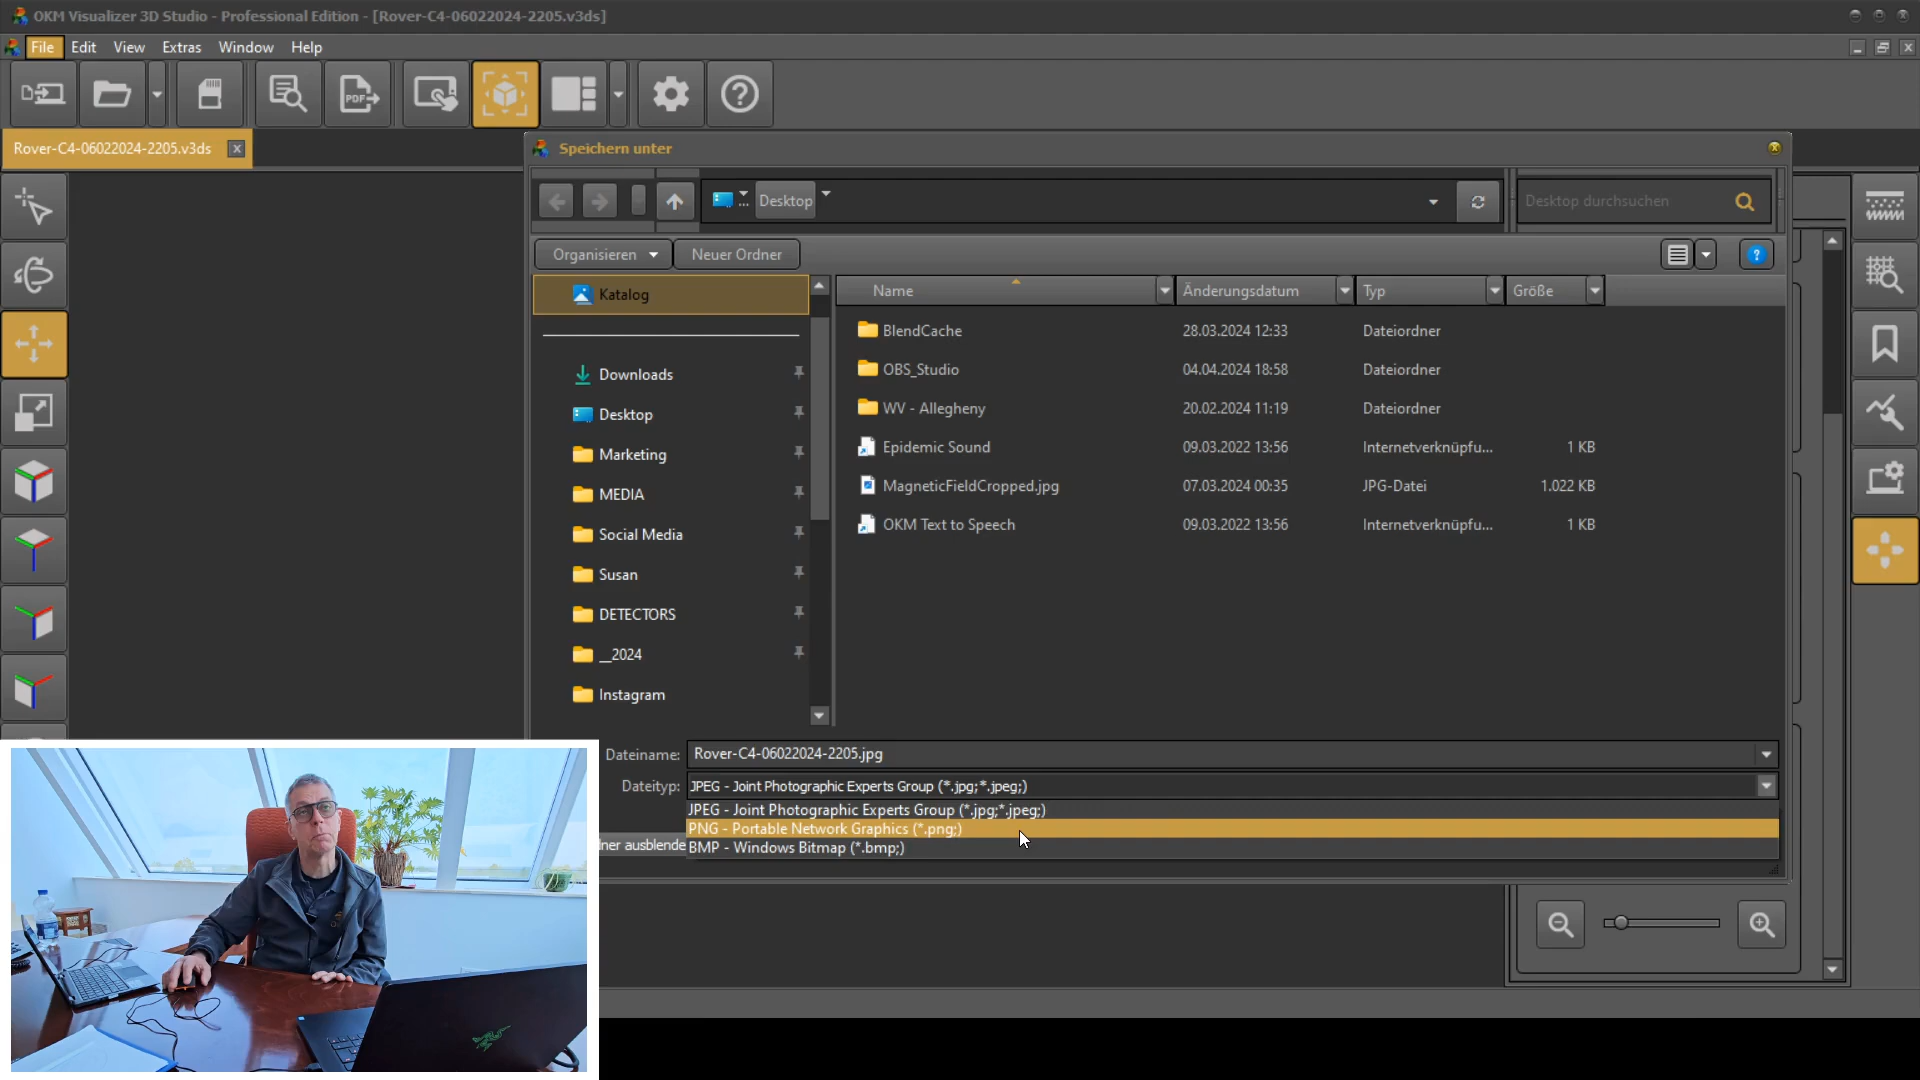 OKM Visualizer 3D Studio - Professional Edition - [Rover-C4-06022024-2205.v3ds]
File Edit View Extras Window Help
PDF
Rover-C4-06022024-2205.v3ds
Speichern unter
... Desktop
Desktop durchsuchen
Organisieren Neuer Ordner
Katalog
Downloads
Desktop
Marketing
MEDIA
Social Media
Susan
DETECTORS
__2024
Instagram
Name Änderungsdatum Typ Größe
BlendCache 28.03.2024 12:33 Dateiordner
OBS_Studio 04.04.2024 18:58 Dateiordner
WV - Allegheny 20.02.2024 11:19 Dateiordner
Epidemic Sound 09.03.2022 13:56 Internetverknüpfu... 1 KB
MagneticFieldCropped.jpg 07.03.2024 00:35 JPG-Datei 1.022 KB
OKM Text to Speech 09.03.2022 13:56 Internetverknüpfu... 1 KB
Dateiname: Rover-C4-06022024-2205.jpg
Dateityp: JPEG - Joint Photographic Experts Group (*.jpg;*.jpeg;)
JPEG - Joint Photographic Experts Group (*.jpg;*.jpeg;)
PNG - Portable Network Graphics (*.png;)
BMP - Windows Bitmap (*.bmp;)
ner ausblende